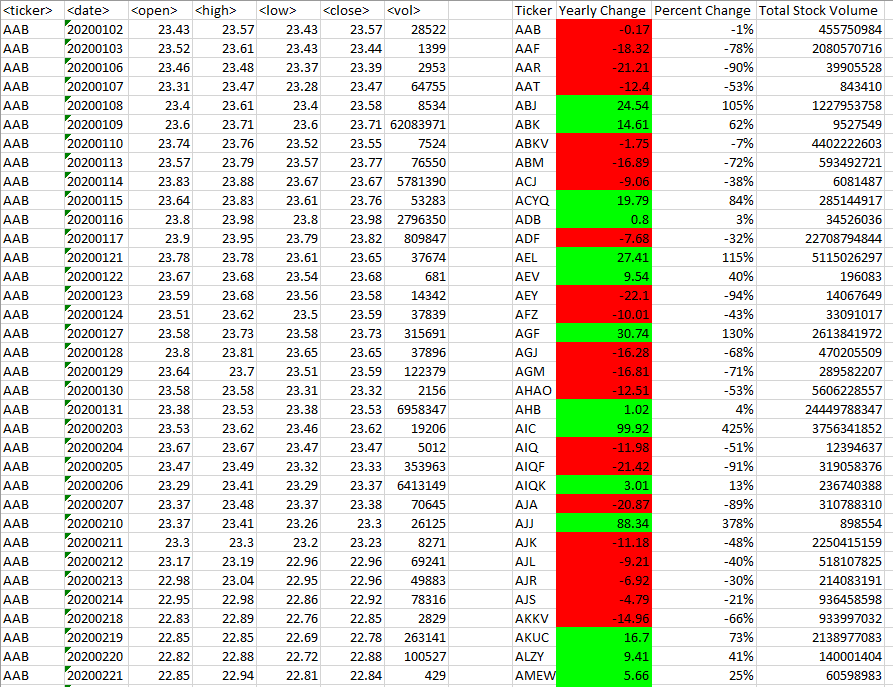 <ticker> <date> <open> <high> <low> <close> <vol> Ticker Yearly Change Percent Change Total Stock Volume
AAB 20200102 23.43 23.57 23.43 23.57 28522 AAB -0.17 -1% 455750984
AAB 20200103 23.52 23.61 23.43 23.44 1399 AAF -18.32 -78% 2080570716
AAB 20200106 23.46 23.48 23.37 23.39 2953 AAR -21.21 -90% 39905528
AAB 20200107 23.31 23.47 23.28 23.47 64755 AAT -12.4 -53% 843410
AAB 20200108 23.4 23.61 23.4 23.58 8534 ABJ 24.54 105% 1227953758
AAB 20200109 23.6 23.71 23.6 23.71 62083971 ABK 14.61 62% 9527549
AAB 20200110 23.74 23.76 23.52 23.55 7524 ABKV -1.75 -7% 4402222603
AAB 20200113 23.57 23.79 23.57 23.77 76550 ABM -16.89 -72% 593492721
AAB 20200114 23.83 23.88 23.67 23.67 5781390 ACJ -9.06 -38% 6081487
AAB 20200115 23.64 23.83 23.61 23.76 53283 ACYQ 19.79 84% 285144917
AAB 20200116 23.8 23.98 23.8 23.98 2796350 ADB 0.8 3% 34526036
AAB 20200117 23.9 23.95 23.79 23.82 809847 ADF -7.68 -32% 22708794844
AAB 20200121 23.78 23.78 23.61 23.65 37674 AEL 27.41 115% 5115026297
AAB 20200122 23.67 23.68 23.54 23.68 681 AEV 9.54 40% 196083
AAB 20200123 23.59 23.68 23.56 23.58 14342 AEY -22.1 -94% 14067649
AAB 20200124 23.51 23.62 23.5 23.59 37839 AFZ -10.01 -43% 33091017
AAB 20200127 23.58 23.73 23.58 23.73 315691 AGF 30.74 130% 2613841972
AAB 20200128 23.8 23.81 23.65 23.65 37896 AGJ -16.28 -68% 470205509
AAB 20200129 23.64 23.7 23.51 23.59 122379 AGM -16.81 -71% 289582207
AAB 20200130 23.58 23.58 23.31 23.32 2156 AHAO -12.51 -53% 5606228557
AAB 20200131 23.38 23.53 23.38 23.53 6958347 AHB 1.02 4% 24449788347
AAB 20200203 23.53 23.62 23.46 23.62 19206 AIC 99.92 425% 3756341852
AAB 20200204 23.67 23.67 23.47 23.47 5012 AIQ -11.98 -51% 12394637
AAB 20200205 23.47 23.49 23.32 23.33 353963 AIQF -21.42 -91% 319058376
AAB 20200206 23.29 23.41 23.29 23.37 6413149 AIQK 3.01 13% 236740388
AAB 20200207 23.37 23.48 23.37 23.38 70645 AJA -20.87 -89% 310788310
AAB 20200210 23.37 23.41 23.26 23.3 26125 AJJ 88.34 378% 898554
AAB 20200211 23.3 23.3 23.2 23.23 8271 AJK -11.18 -48% 2250415159
AAB 20200212 23.17 23.19 22.96 22.96 69241 AJL -9.21 -40% 518107825
AAB 20200213 22.98 23.04 22.95 22.96 49883 AJR -6.92 -30% 214083191
AAB 20200214 22.95 22.98 22.86 22.92 78316 AJS -4.79 -21% 936458598
AAB 20200218 22.83 22.89 22.76 22.85 2829 AKKV -14.96 -66% 933997032
AAB 20200219 22.85 22.85 22.69 22.78 263141 AKUC 16.7 73% 2138977083
AAB 20200220 22.82 22.88 22.72 22.88 100527 ALZY 9.41 41% 140001404
AAB 20200221 22.85 22.94 22.81 22.84 429 AMEW 5.66 25% 60598983